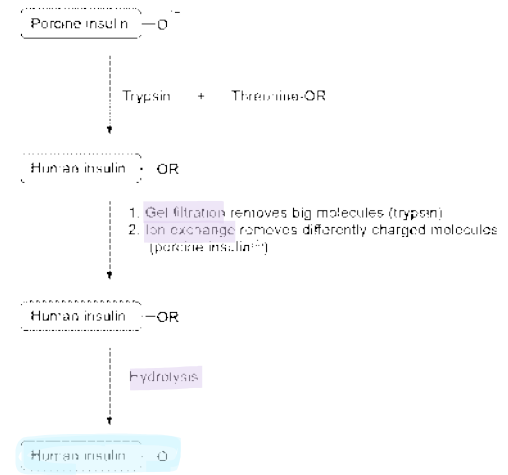 Porcine insulin —O⁻
Trypsin + Threonine-OR
Human insulin - OR
1. Gel filtration removes big molecules (trypsin)
2. Ion exchange removes differently charged molecules
(porcine insulin
Human insulin —OR
Hydrolysis
Human insulin - O